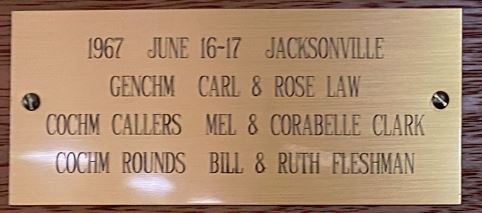 1967 JUNE 16-17 JACKSONVILLE
GENCHM CARL & ROSE LAW
COCHM CALLERS MEL & CORABELLE CLARK
COCHM ROUNDS BILL & RUTH FLESHMAN